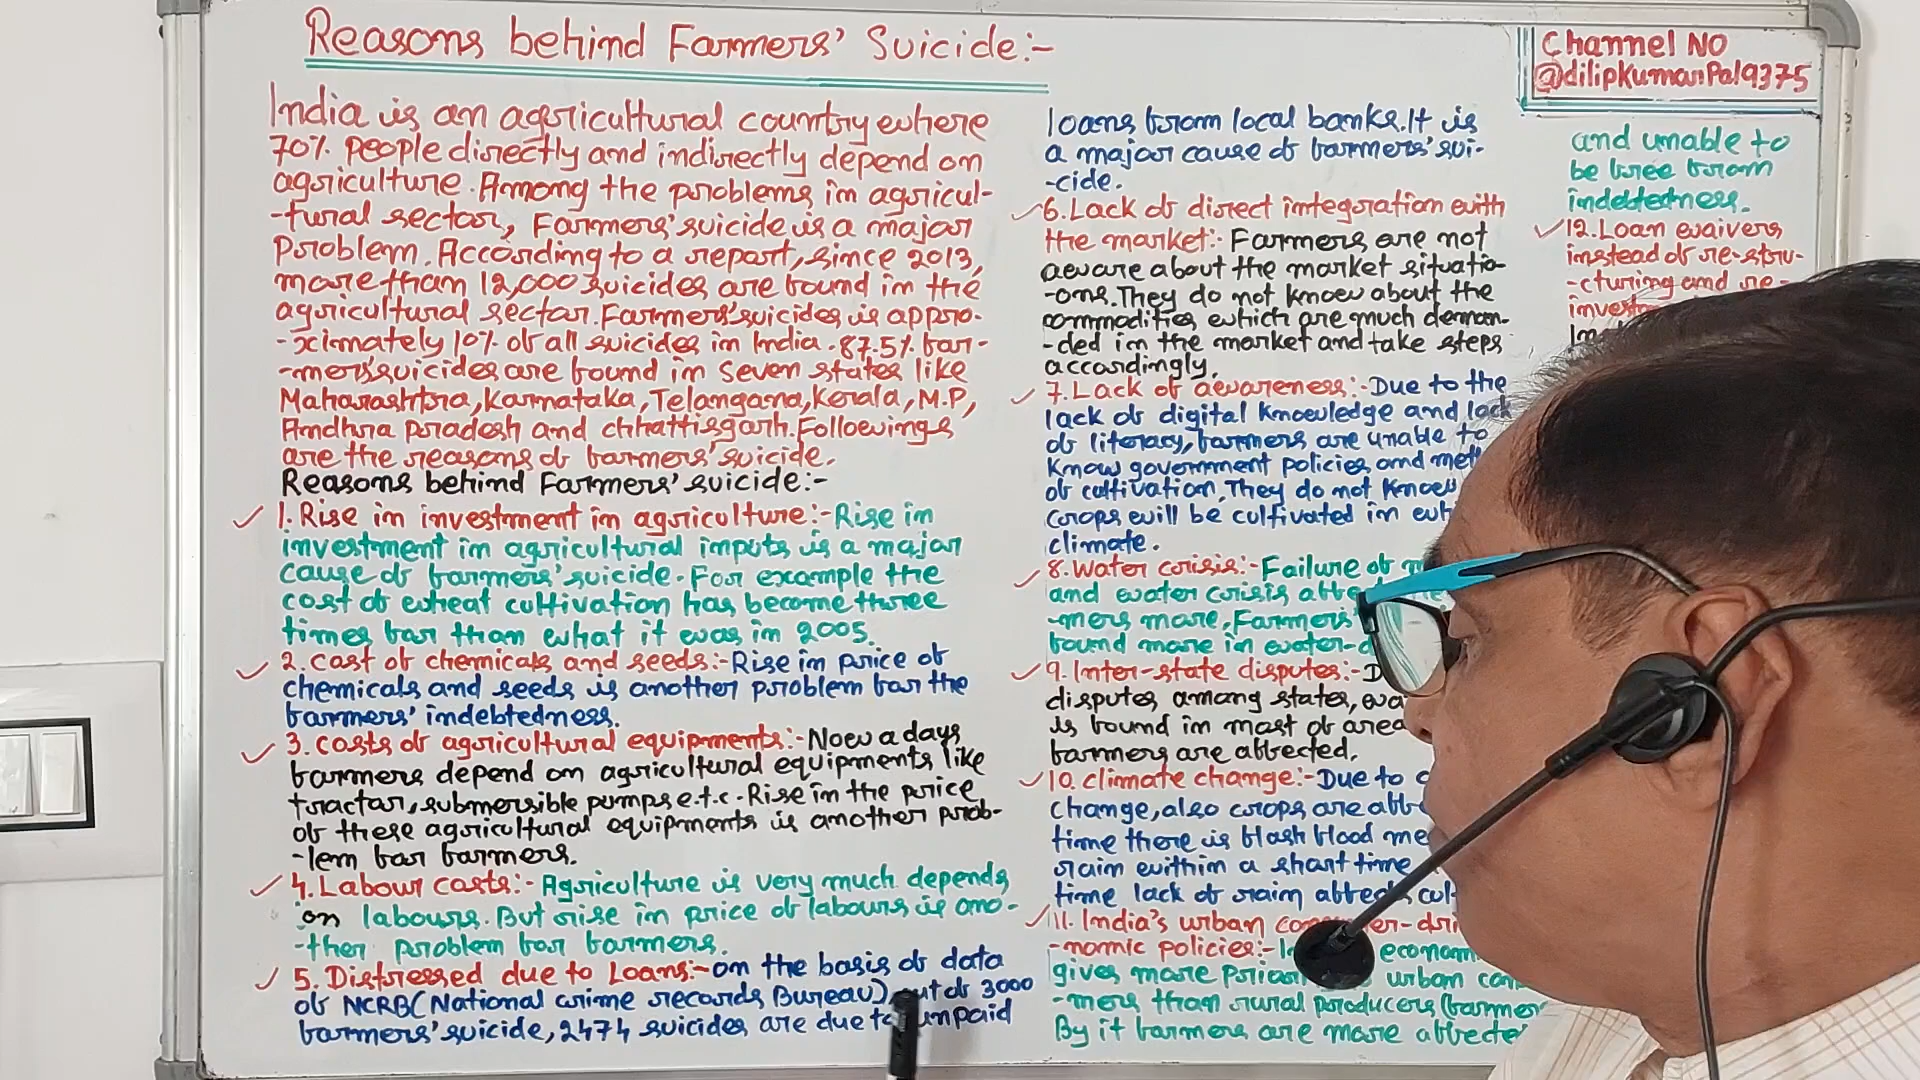 Reasons behind Farmers' Suicide:-
Channel NO
@dilipkumarPal9375
India is an agricultural country where
70% people directly and indirectly depend on
agriculture. Among the problems in agricul-
-tural sector, Farmers' suicide is a major
Problem. According to a report, since 2013,
more than 12,000 suicides are found in the
agricultural sector. Farmers' suicides is appro-
-ximately 10% of all suicides in India. 87.5% far-
-mers' suicides are found in seven states like
Maharashtra, Karnataka, Telangana, Kerala, M.P,
Andhra pradesh and chhattisgarh. Followings
are the reasons of farmers' suicide.
Reasons behind Farmers' suicide:-
1. Rise in investment in agriculture:- Rise in
investment in agricultural inputs is a major
cause of farmers' suicide. For example the
cost of wheat cultivation has become three
times far than what it was in 2005.
2. cost of chemicals and seeds:- Rise in price of
chemicals and seeds is another problem for the
farmers' indebtedness.
3. costs of agricultural equipments:- Now a days
farmers depend on agricultural equipments like
tractor, submersible pumps e.t.c. Rise in the price
of these agricultural equipments is another prob-
-lem for farmers.
4. Labour costs:- Agriculture is very much depends
on labours. But rise in price of labours is ano-
-ther problem for farmers.
5. Distressed due to Loans:- on the basis of data
of NCRB (National crime records Bureau), out of 3000
farmers' suicide, 2474 suicides are due to unpaid
loans from local banks. It is
a major cause of farmers' sui-
-cide.
6. Lack of direct integration with
the market:- Farmers are not
aware about the market situatio-
-ons. They do not know about the
commodities which are much deman-
-ded in the market and take steps
accordingly.
7. Lack of awareness:- Due to the
lack of digital knowledge and lack
of literacy, farmers are unable to
know government policies and
of cultivation. They do not know
crops will be cultivated in
climate.
8. Water crisis:- Failure of
and water crisis
-mers more. Farmers'
found more in water-
9. Inter-state disputes:-
disputes among states,
is found in most of area
farmers are affected.
10. climate change:- Due to
change, also crops are
time there is flash flood
rain within a short time
time lack of rain affects
11. India's urban
-nomic policies:-
gives more urban
-mers than rural producers (farmer
By it farmers are more
and unable to
be free from
indebtedness.
12. Loan waivers
instead of re-stru-
-cturing and re-